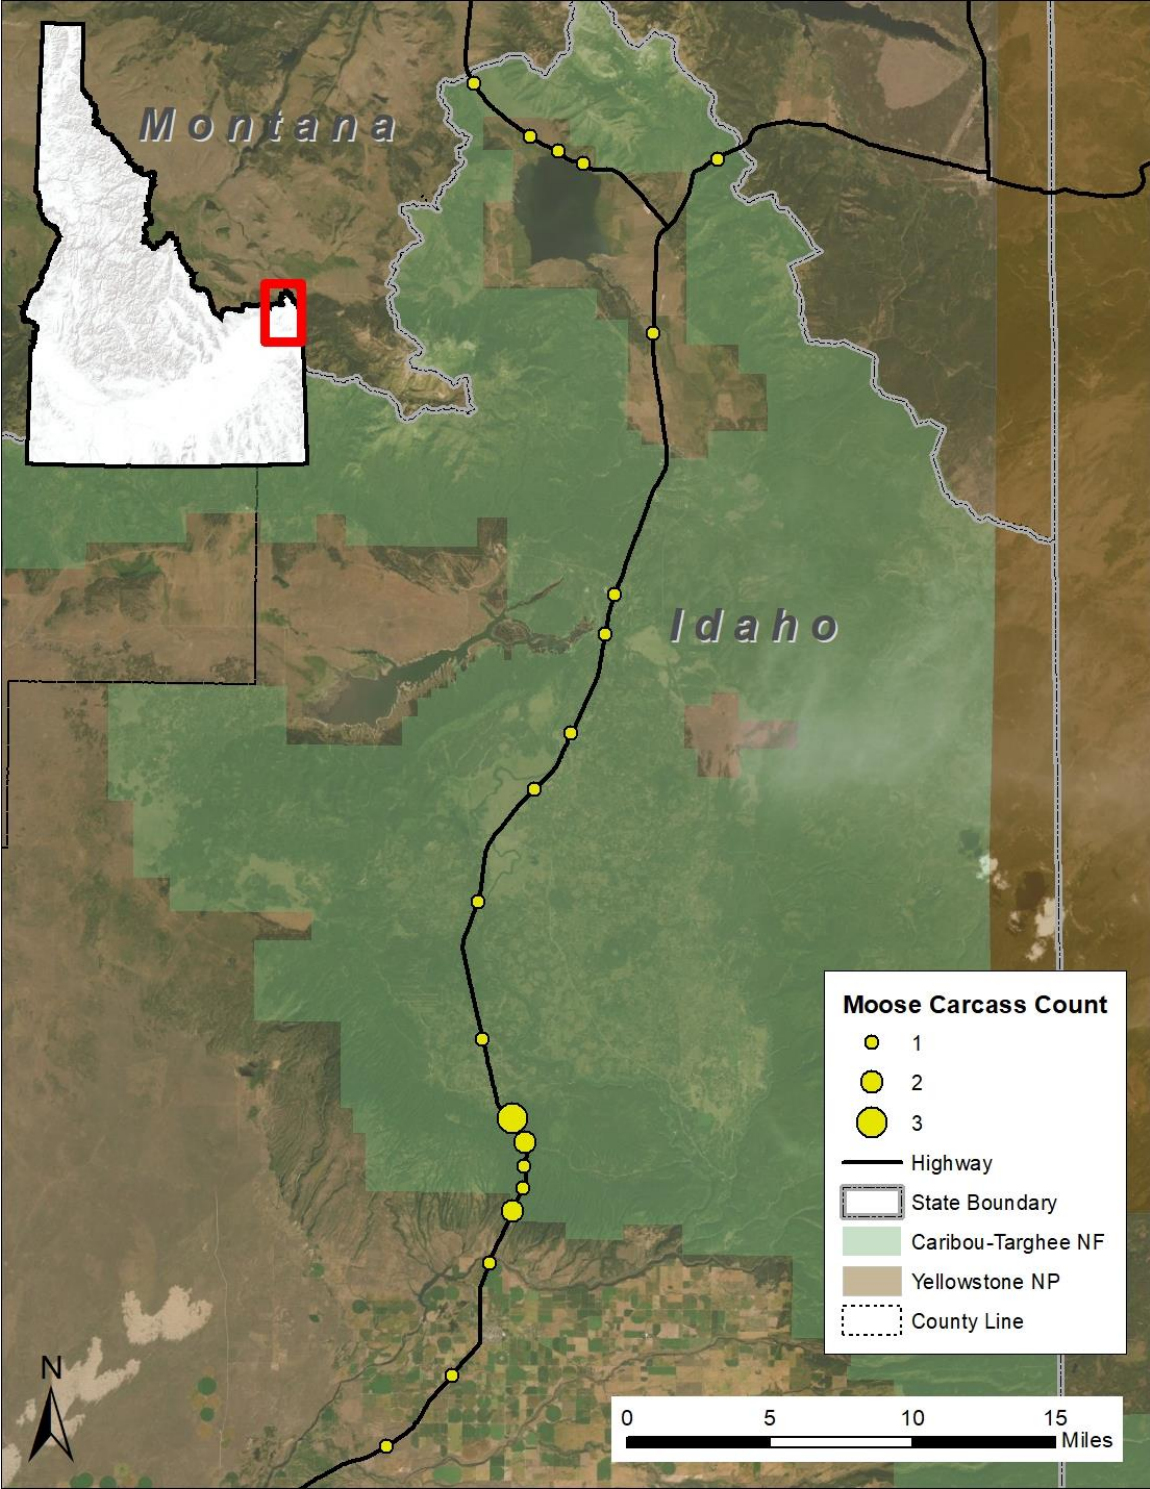 Montana
Idaho
Moose Carcass Count
1
2
3
Highway
State Boundary
Caribou-Targhee NF
Yellowstone NP
County Line
N
0 5 10 15
Miles